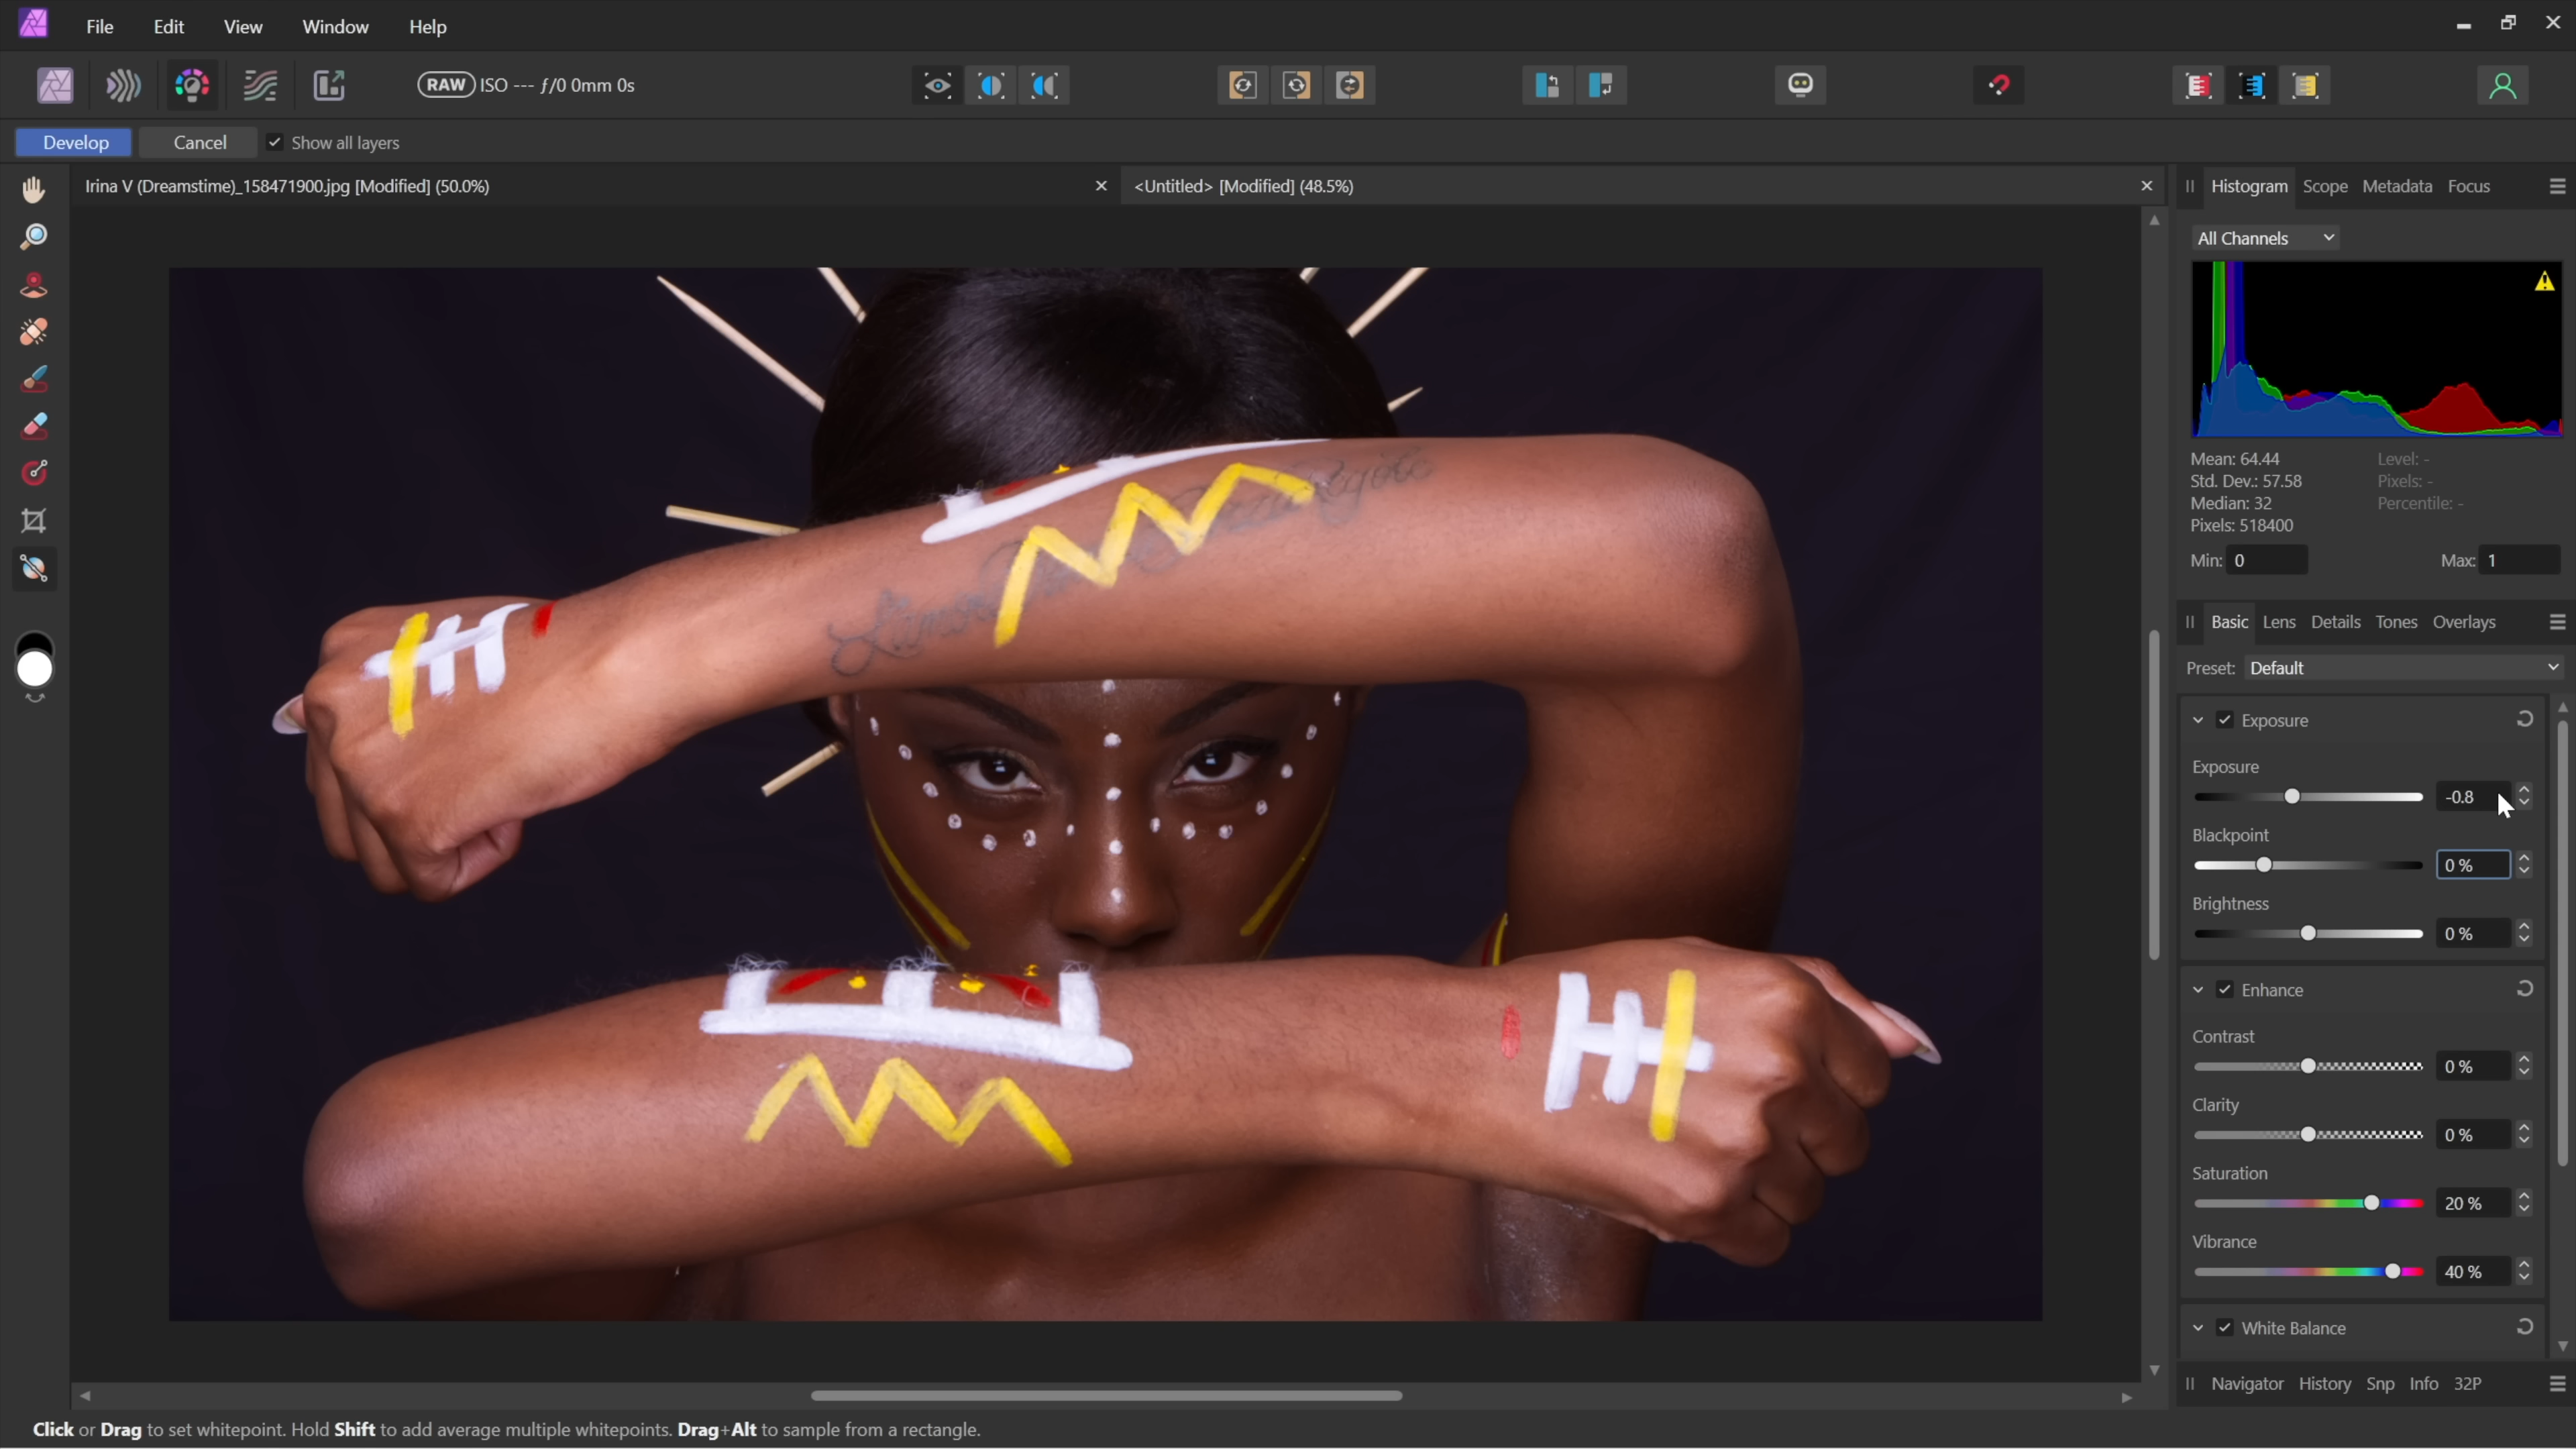 File Edit View Window Help
RAW ISO --- ƒ/0 0mm 0s
Develop Cancel Show all layers
Irina V (Dreamstime)_158471900.jpg [Modified] (50.0%)
<Untitled> [Modified] (48.5%)
Histogram Scope Metadata Focus
All Channels
Mean: 64.44
Std. Dev.: 57.58
Median: 32
Pixels: 518400
Level: -
Pixels: -
Percentile: -
Min: 0 Max: 1
Basic Lens Details Tones Overlays
Preset: Default
Exposure
Exposure
-0.8
Blackpoint
0 %
Brightness
0 %
Enhance
Contrast
0 %
Clarity
0 %
Saturation
20 %
Vibrance
40 %
White Balance
Navigator History Snp Info 32P
Click or Drag to set whitepoint. Hold Shift to add average multiple whitepoints. Drag+Alt to sample from a rectangle.